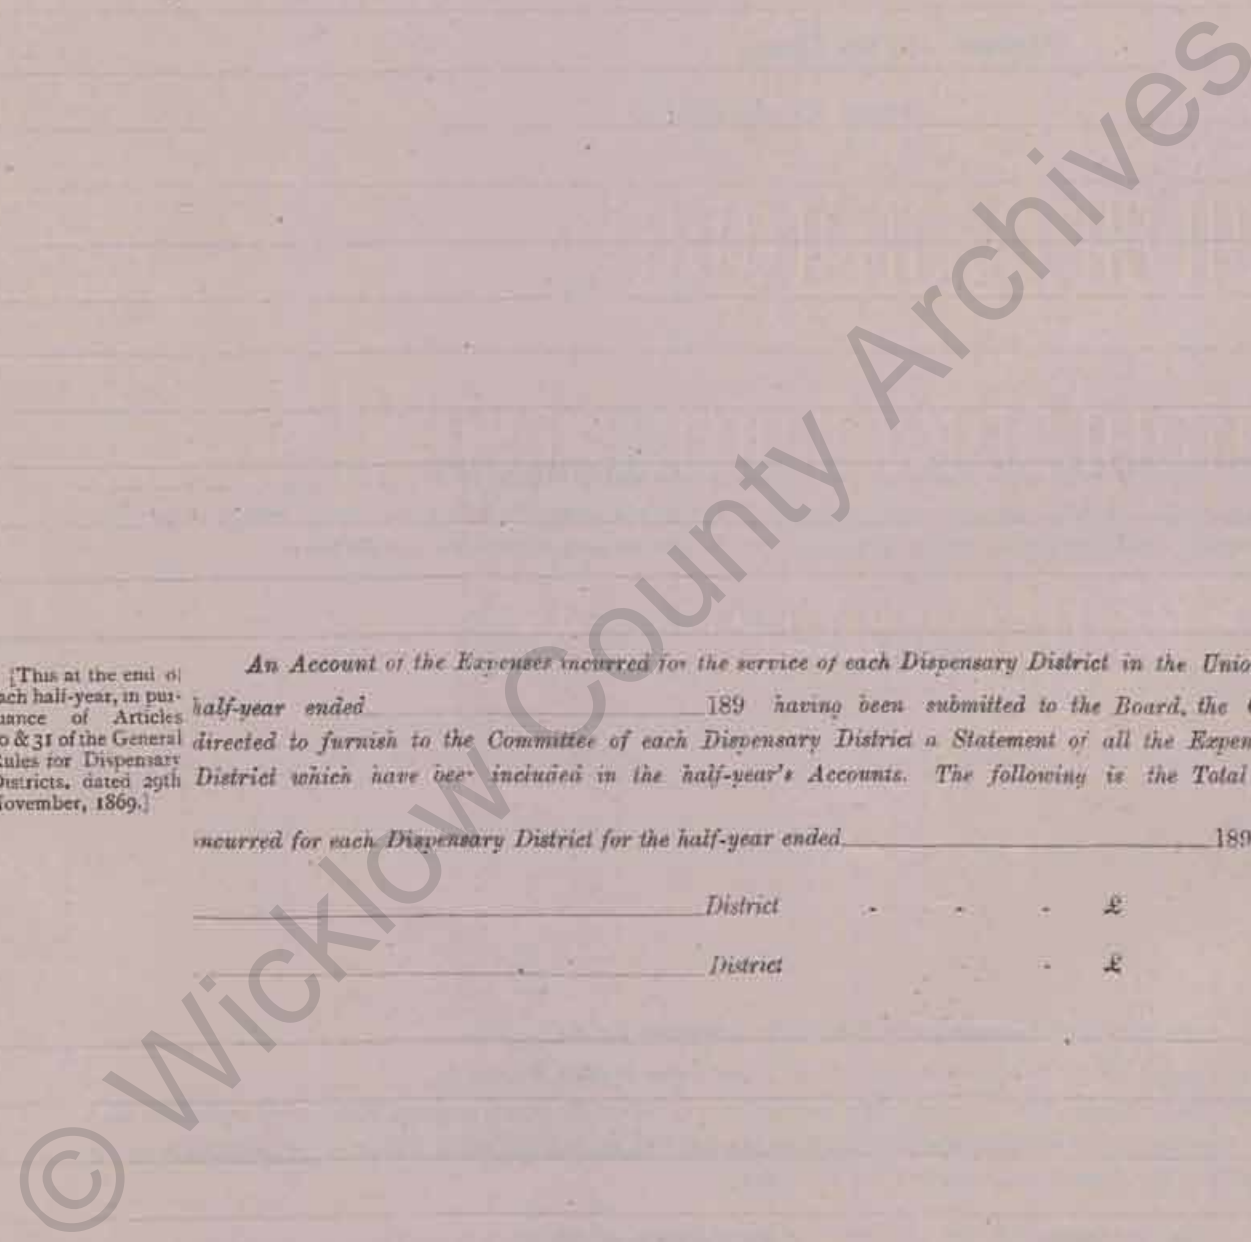 [This at the end of
ach half-year, in pur-
uance of Articles
o & 31 of the General
ules for Dispensary
Districts, dated 29th
November, 1869.]
An Account of the Expenses incurred for the service of each Dispensary District in the Unio
half-year ended 189 having been submitted to the Board, the
directed to furnish to the Committee of each Dispensary District a Statement of all the Expen
District which have been included in the half-year's Accounts. The following is the Total
incurred for each Dispensary District for the half-year ended 189
District - - - £
District - £
© Wicklow County Archives